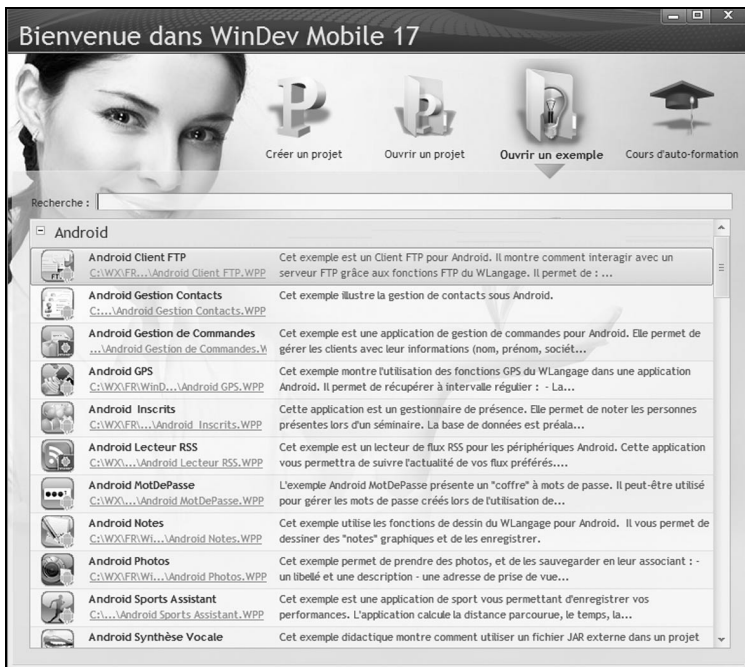 Bienvenue dans WinDev Mobile 17
Créer un projet
Ouvrir un projet
Ouvrir un exemple
Cours d'auto-formation
Recherche :
Android
Android Client FTP
C:\WX\FR...\Android Client FTP.WPP
Cet exemple est un Client FTP pour Android. Il montre comment interagir avec un
serveur FTP grâce aux fonctions FTP du WLangage. Il permet de : ...
Android Gestion Contacts
C:...\Android Gestion Contacts.WPP
Cet exemple illustre la gestion de contacts sous Android.
Android Gestion de Commandes
...\Android Gestion de Commandes.W
Cet exemple est une application de gestion de commandes pour Android. Elle permet de
gérer les clients avec leur informations (nom, prénom, sociét...
Android GPS
C:\WX\FR\WinD...\Android GPS.WPP
Cet exemple montre l'utilisation des fonctions GPS du WLangage dans une application
Android. Il permet de récupérer à intervalle régulier : - La...
Android Inscrits
C:\WX\FR\...\Android Inscrits.WPP
Cette application est un gestionnaire de présence. Elle permet de noter les personnes
présentes lors d'un séminaire. La base de données est préala...
Android Lecteur RSS
C:\WX\...\Android Lecteur RSS.WPP
Cet exemple est un lecteur de flux RSS pour les périphériques Android. Cette application
vous permettra de suivre l'actualité de vos flux préférés....
Android MotDePasse
C:\WX\...\Android MotDePasse.WPP
L'exemple Android MotDePasse présente un "coffre" à mots de passe. Il peut-être utilisé
pour gérer les mots de passe créés lors de l'utilisation de...
Android Notes
C:\WX\FR\Wi...\Android Notes.WPP
Cet exemple utilise les fonctions de dessin du WLangage pour Android. Il vous permet de
dessiner des "notes" graphiques et de les enregistrer.
Android Photos
C:\WX\FR\Wi...\Android Photos.WPP
Cet exemple permet de prendre des photos, et de les sauvegarder en leur associant : -
un libellé et une description - une adresse de prise de vue...
Android Sports Assistant
C:\...\Android Sports Assistant.WPP
Cet exemple est une application de sport vous permettant d'enregistrer vos
performances. L'application calcule la distance parcourue, le temps, la...
Android Synthèse Vocale
Cet exemple didactique montre comment utiliser un fichier JAR externe dans un projet